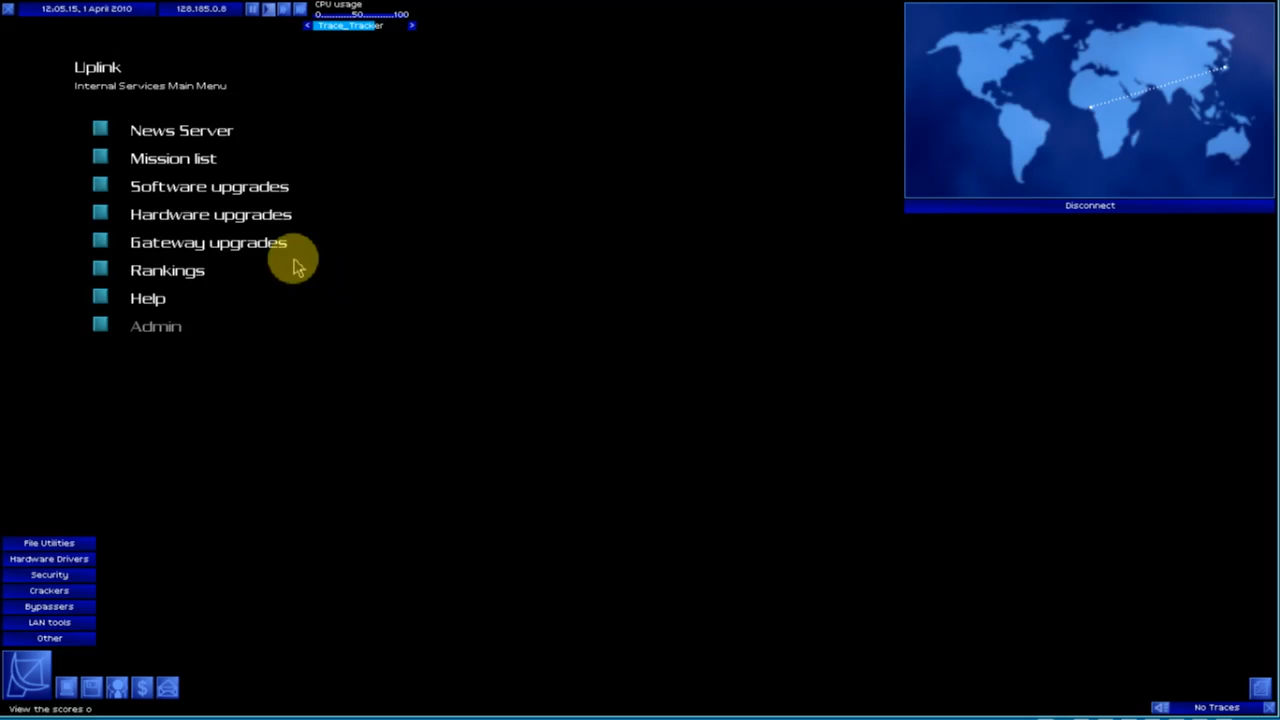 12:05.15, 1 April 2010
128.185.0.8
CPU usage
0.........50.........100
< Trace_Tracker >
Uplink
Internal Services Main Menu
News Server
Mission list
Software upgrades
Hardware upgrades
Gateway upgrades
Rankings
Help
Admin
Disconnect
File Utilities
Hardware Drivers
Security
Crackers
Bypassers
LAN tools
Other
$
View the scores o
No Traces